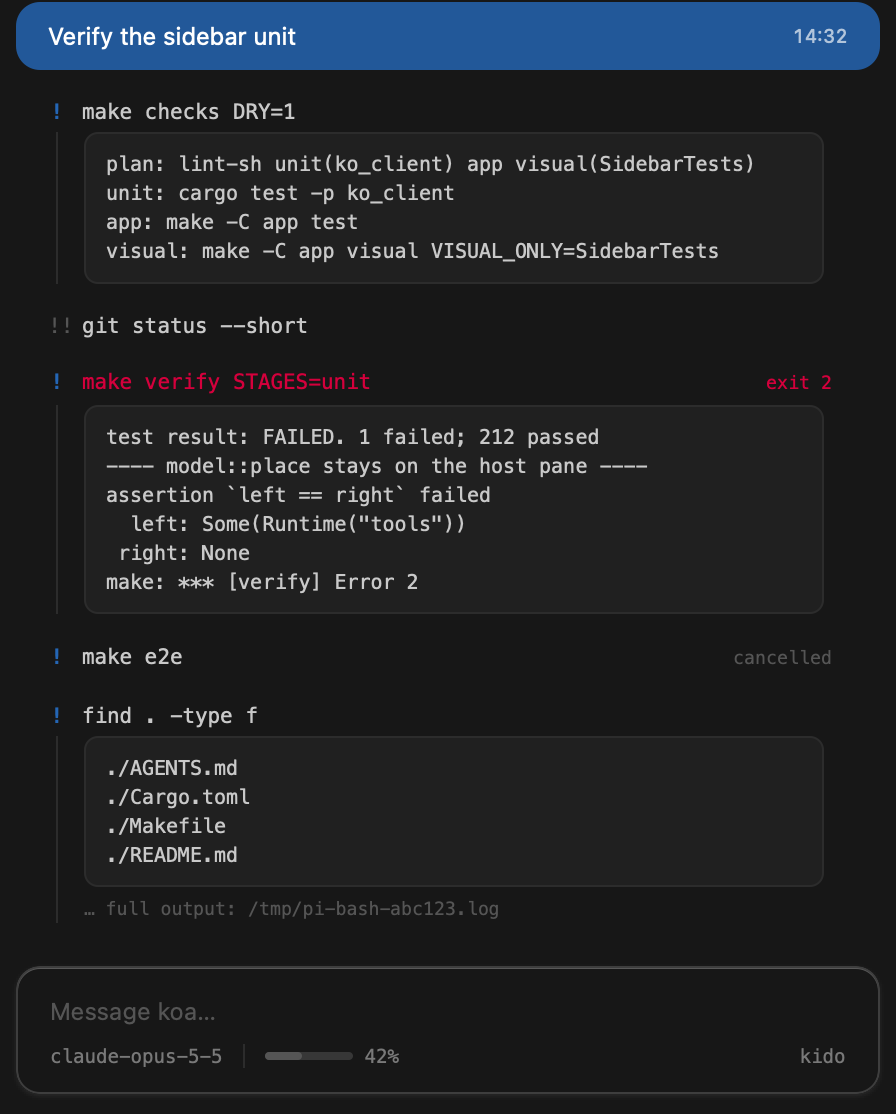 Verify the sidebar unit 14:32
! make checks DRY=1
plan: lint-sh unit(ko_client) app visual(SidebarTests)
unit: cargo test -p ko_client
app: make -C app test
visual: make -C app visual VISUAL_ONLY=SidebarTests
!! git status --short
! make verify STAGES=unit exit 2
test result: FAILED. 1 failed; 212 passed
---- model::place stays on the host pane ----
assertion `left == right` failed
  left: Some(Runtime("tools"))
 right: None
make: *** [verify] Error 2
! make e2e cancelled
! find . -type f
./AGENTS.md
./Cargo.toml
./Makefile
./README.md
… full output: /tmp/pi-bash-abc123.log
Message koa...
claude-opus-5-5 42% kido